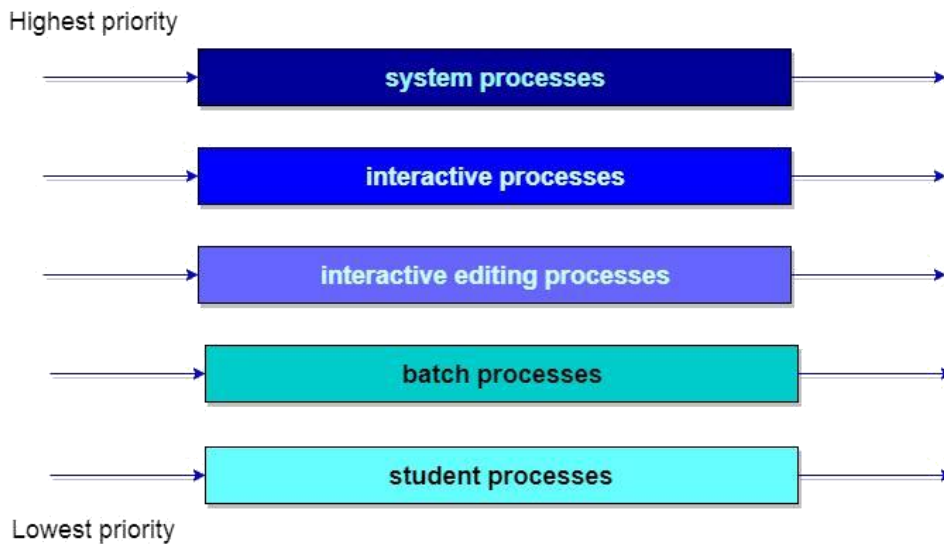 Highest priority
system processes
interactive processes
interactive editing processes
batch processes
student processes
Lowest priority